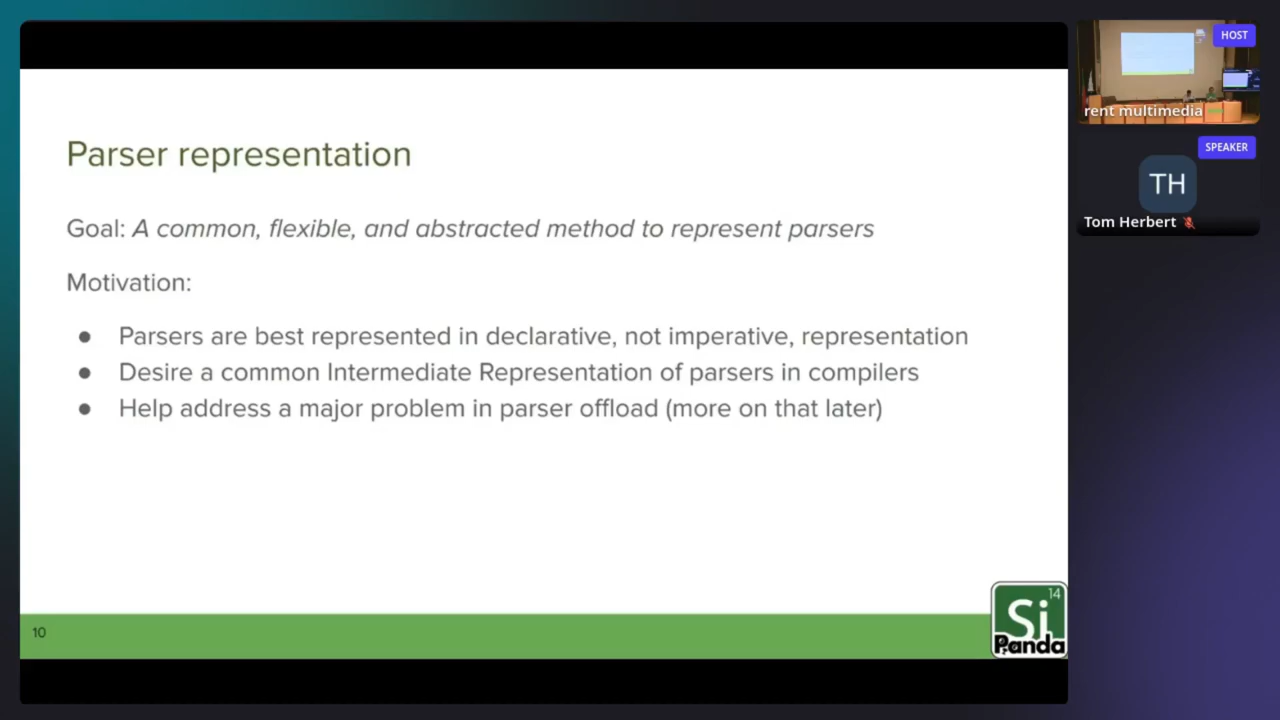 Parser representation
Goal: A common, flexible, and abstracted method to represent parsers
Motivation:
● Parsers are best represented in declarative, not imperative, representation
● Desire a common Intermediate Representation of parsers in compilers
● Help address a major problem in parser offload (more on that later)
10
14
Si
Panda
HOST
rent multimedia
SPEAKER
TH
Tom Herbert